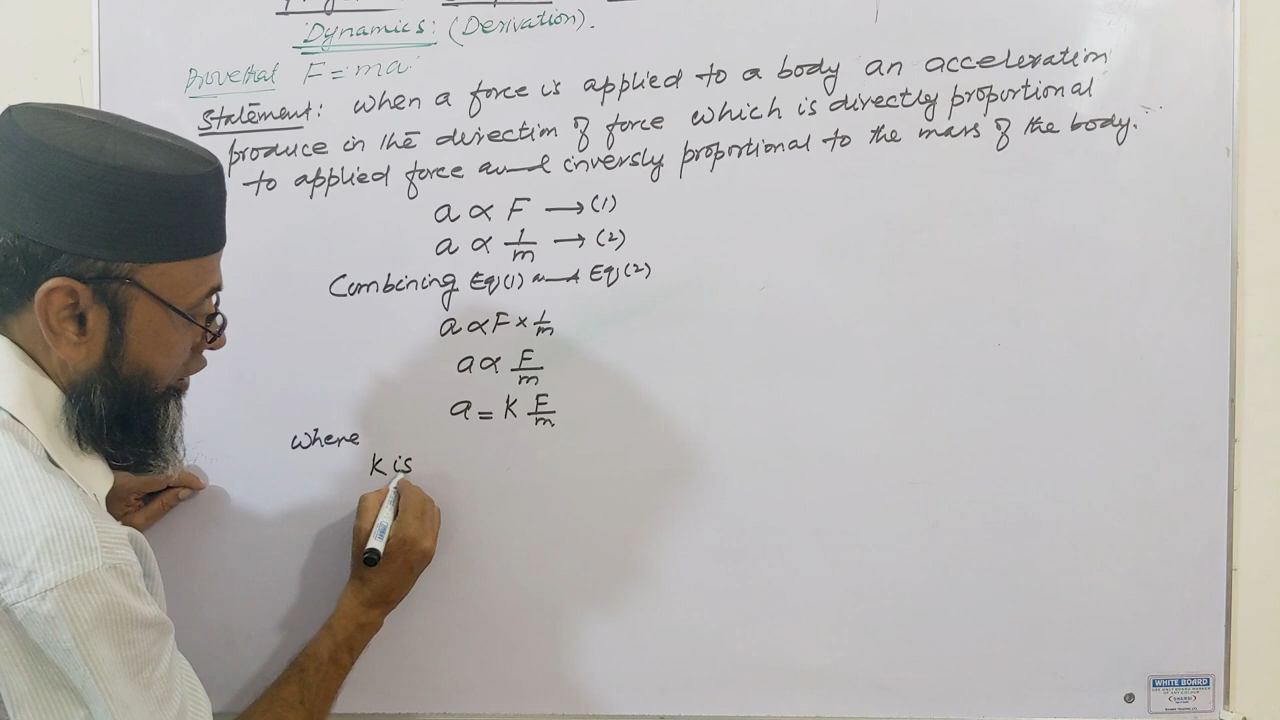 Dynamics: (Derivation).
Prove that F = ma
Statement: when a force is applied to a body an acceleration
produce in the direction of force which is directly proportional
to applied force and inversly proportional to the mass of the body.
a ∝ F → (1)
a ∝ 1/m → (2)
Combining Eq(1) and Eq(2)
a ∝ F × 1/m
a ∝ F/m
a = K F/m
where
K is
WHITE BOARD